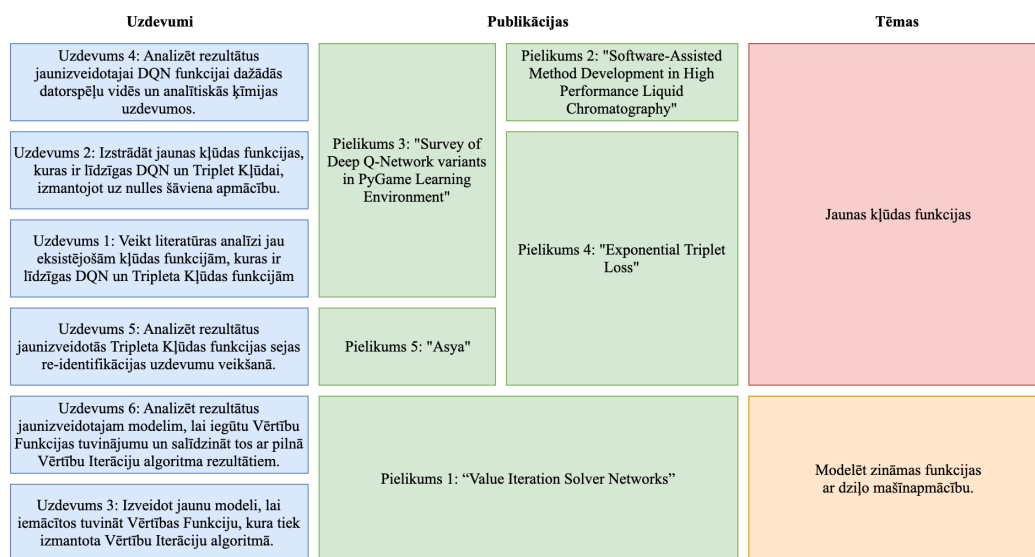 Uzdevumi
Publikācijas
Tēmas
Uzdevums 4: Analizēt rezultātus
jaunizveidotajai DQN funkcijai dažādās
datorspēļu vidēs un analītiskās ķīmijas
uzdevumos.
Uzdevums 2: Izstrādāt jaunas kļūdas funkcijas,
kuras ir līdzīgas DQN un Triplet Kļūdai,
izmantojot uz nulles šāviena apmācību.
Uzdevums 1: Veikt literatūras analīzi jau
eksistējošām kļūdas funkcijām, kuras ir
līdzīgas DQN un Tripleta Kļūdas funkcijām
Uzdevums 5: Analizēt rezultātus
jaunizveidotās Tripleta Kļūdas funkcijas sejas
re-identifikācijas uzdevumu veikšanā.
Uzdevums 6: Analizēt rezultātus
jaunizveidotajam modelim, lai iegūtu Vērtību
Funkcijas tuvinājumu un salīdzināt tos ar pilnā
Vērtību Iterāciju algoritma rezultātiem.
Uzdevums 3: Izveidot jaunu modeli, lai
iemācītos tuvināt Vērtības Funkciju, kura tiek
izmantota Vērtību Iterāciju algoritmā.
Pielikums 3: "Survey of
Deep Q-Network variants
in PyGame Learning
Environment"
Pielikums 2: "Software-Assisted
Method Development in High
Performance Liquid
Chromatography"
Pielikums 4: "Exponential Triplet
Loss"
Pielikums 5: "Asya"
Pielikums 1: “Value Iteration Solver Networks”
Jaunas kļūdas funkcijas
Modelēt zināmas funkcijas
ar dziļo mašīnapmācību.